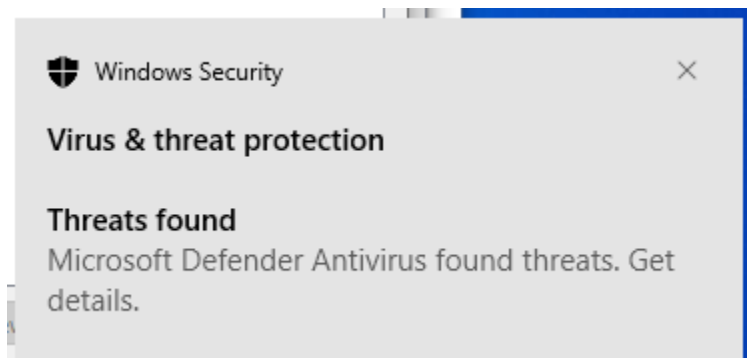 Windows Security
Virus & threat protection
Threats found
Microsoft Defender Antivirus found threats. Get
details.